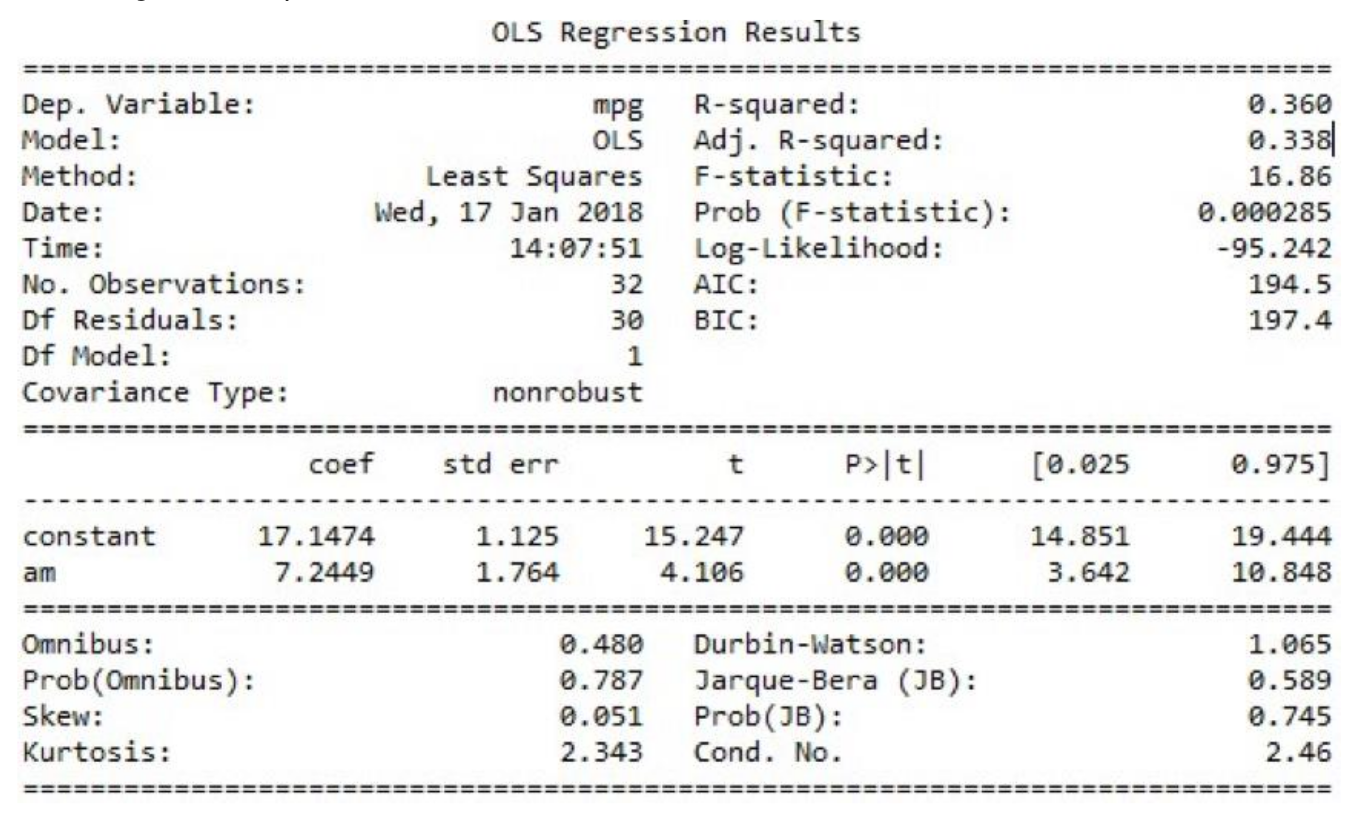 OLS Regression Results
==============================================================================
Dep. Variable:                    mpg   R-squared:                       0.360
Model:                            OLS   Adj. R-squared:                  0.338
Method:                 Least Squares   F-statistic:                     16.86
Date:                Wed, 17 Jan 2018   Prob (F-statistic):           0.000285
Time:                        14:07:51   Log-Likelihood:                -95.242
No. Observations:                  32   AIC:                             194.5
Df Residuals:                      30   BIC:                             197.4
Df Model:                           1
Covariance Type:            nonrobust
==============================================================================
                 coef    std err          t      P>|t|      [0.025      0.975]
------------------------------------------------------------------------------
constant      17.1474      1.125     15.247      0.000      14.851      19.444
am             7.2449      1.764      4.106      0.000       3.642      10.848
==============================================================================
Omnibus:                        0.480   Durbin-Watson:                   1.065
Prob(Omnibus):                  0.787   Jarque-Bera (JB):                0.589
Skew:                           0.051   Prob(JB):                        0.745
Kurtosis:                       2.343   Cond. No.                         2.46
==============================================================================